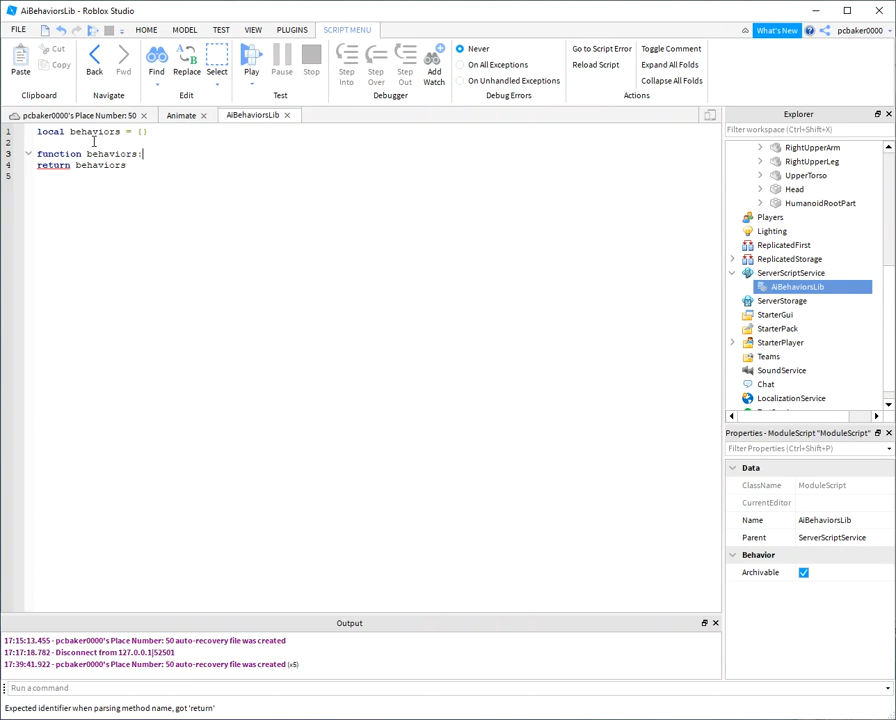 AiBehaviorsLib - Roblox Studio
FILE HOME MODEL TEST VIEW PLUGINS SCRIPT MENU What's New pcbaker0000
Paste Cut Copy Back Fwd Find Replace Select Play Pause Stop Step Into Step Over Step Out Add Watch Never On All Exceptions On Unhandled Exceptions Go to Script Error Reload Script Toggle Comment Expand All Folds Collapse All Folds
Clipboard Navigate Edit Test Debugger Debug Errors Actions
pcbaker0000's Place Number: 50 Animate AiBehaviorsLib
1 local behaviors = {}
2
3 function behaviors:
4 return behaviors
5
Explorer
Filter workspace (Ctrl+Shift+X)
RightUpperArm
RightUpperLeg
UpperTorso
Head
HumanoidRootPart
Players
Lighting
ReplicatedFirst
ReplicatedStorage
ServerScriptService
AiBehaviorsLib
ServerStorage
StarterGui
StarterPack
StarterPlayer
Teams
SoundService
Chat
LocalizationService
Properties - ModuleScript "ModuleScript"
Filter Properties (Ctrl+Shift+P)
Data
ClassName ModuleScript
CurrentEditor
Name AiBehaviorsLib
Parent ServerScriptService
Behavior
Archivable
Output
17:15:13.455 - pcbaker0000's Place Number: 50 auto-recovery file was created
17:17:18.782 - Disconnect from 127.0.0.1|52501
17:39:41.922 - pcbaker0000's Place Number: 50 auto-recovery file was created (x5)
Run a command
Expected identifier when parsing method name, got 'return'